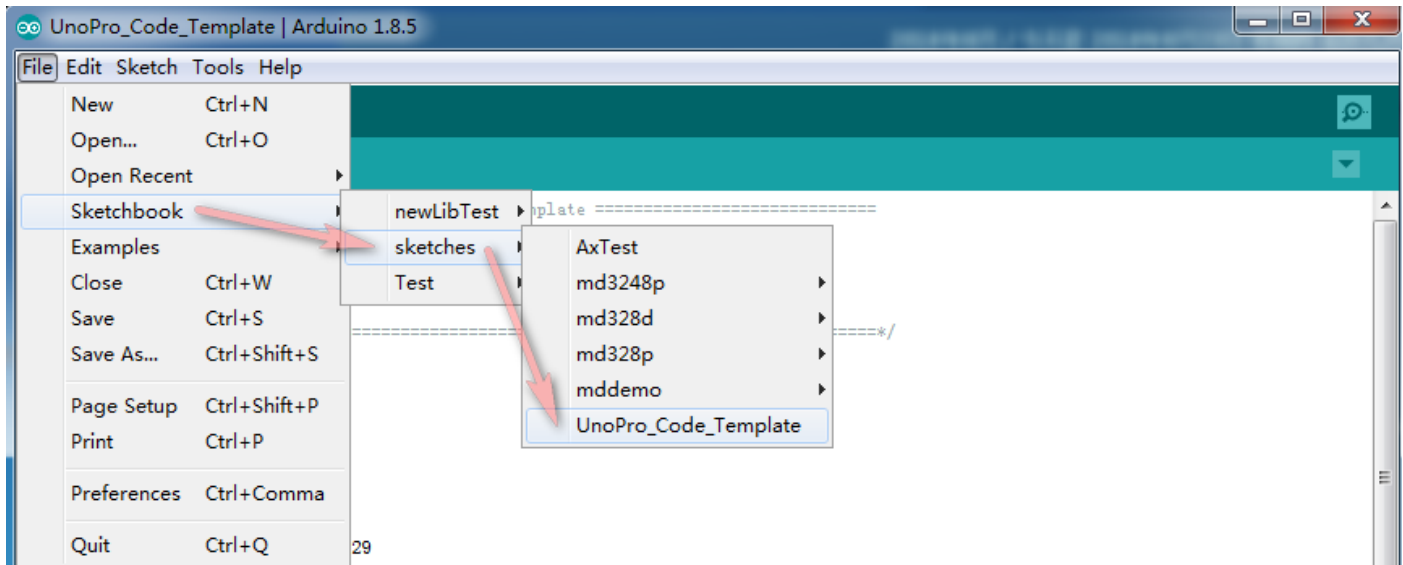 UnoPro_Code_Template | Arduino 1.8.5
File Edit Sketch Tools Help
New Ctrl+N
Open... Ctrl+O
Open Recent
Sketchbook
Examples
Close Ctrl+W
Save Ctrl+S
Save As... Ctrl+Shift+S
Page Setup Ctrl+Shift+P
Print Ctrl+P
Preferences Ctrl+Comma
Quit Ctrl+Q
newLibTest
sketches
Test
AxTest
md3248p
md328d
md328p
mddemo
UnoPro_Code_Template
mplate =============================
=====*/
29